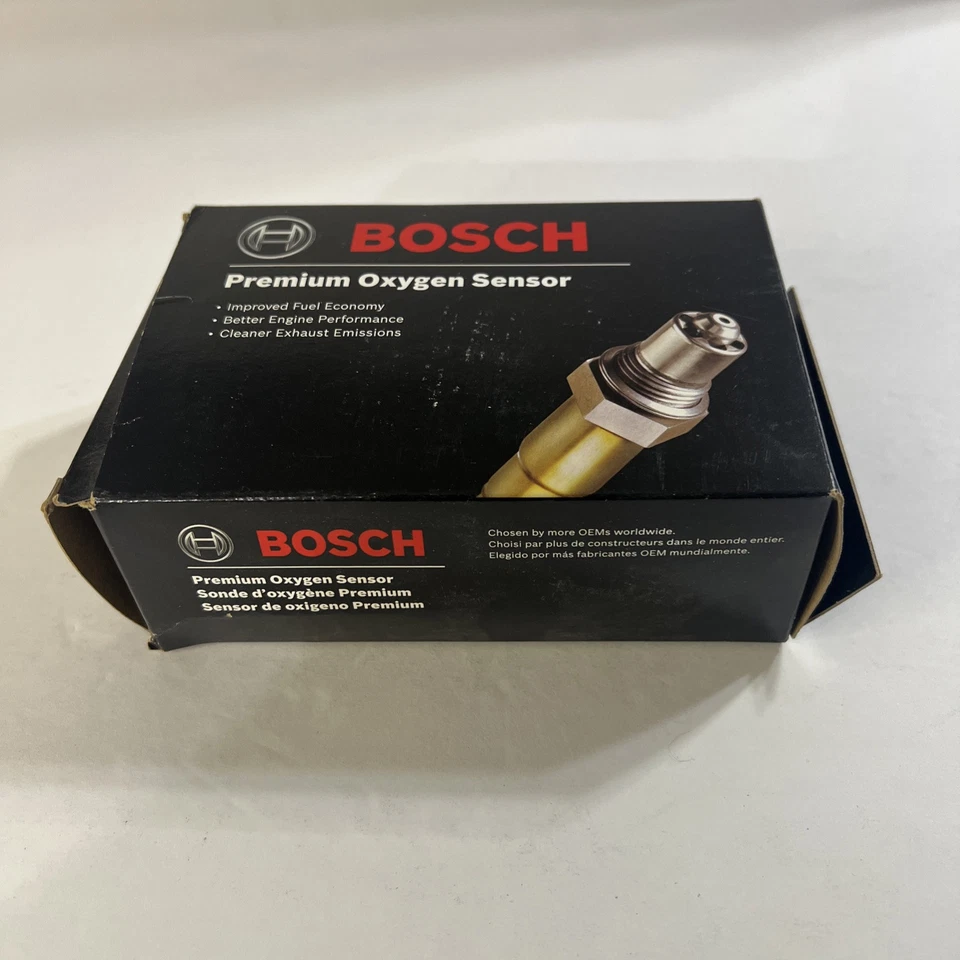 BOSCH
Premium Oxygen Sensor
• Improved Fuel Economy
• Better Engine Performance
• Cleaner Exhaust Emissions
BOSCH
Premium Oxygen Sensor
Sonde d'oxygène Premium
Sensor de oxigeno Premium
Chosen by more OEMs worldwide.
Choisi par plus de constructeurs dans le monde entier.
Elegido por más fabricantes OEM mundialmente.